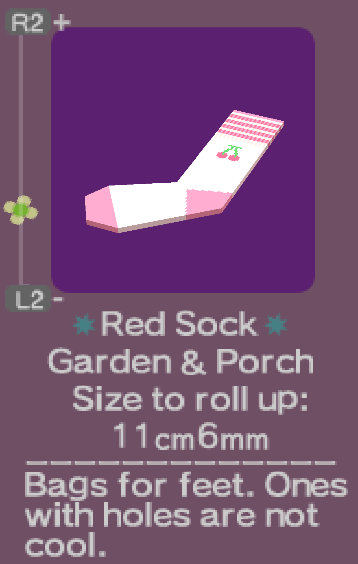 R2 +
L2 -
Red Sock
Garden & Porch
Size to roll up:
11cm6mm
Bags for feet. Ones
with holes are not
cool.